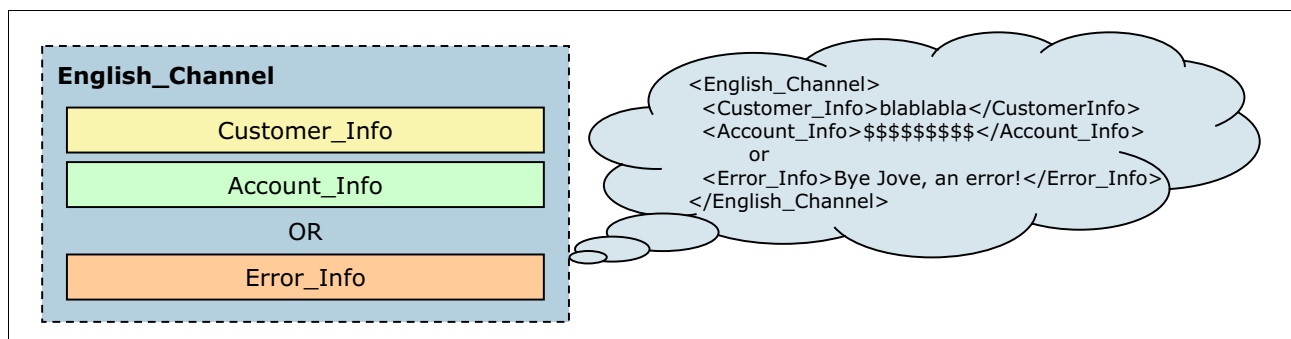 English_Channel
Customer_Info
Account_Info
OR
Error_Info
<English_Channel>
<Customer_Info>blablabla</CustomerInfo>
<Account_Info>$$$$$$$$$</Account_Info>
or
<Error_Info>Bye Jove, an error!</Error_Info>
</English_Channel>